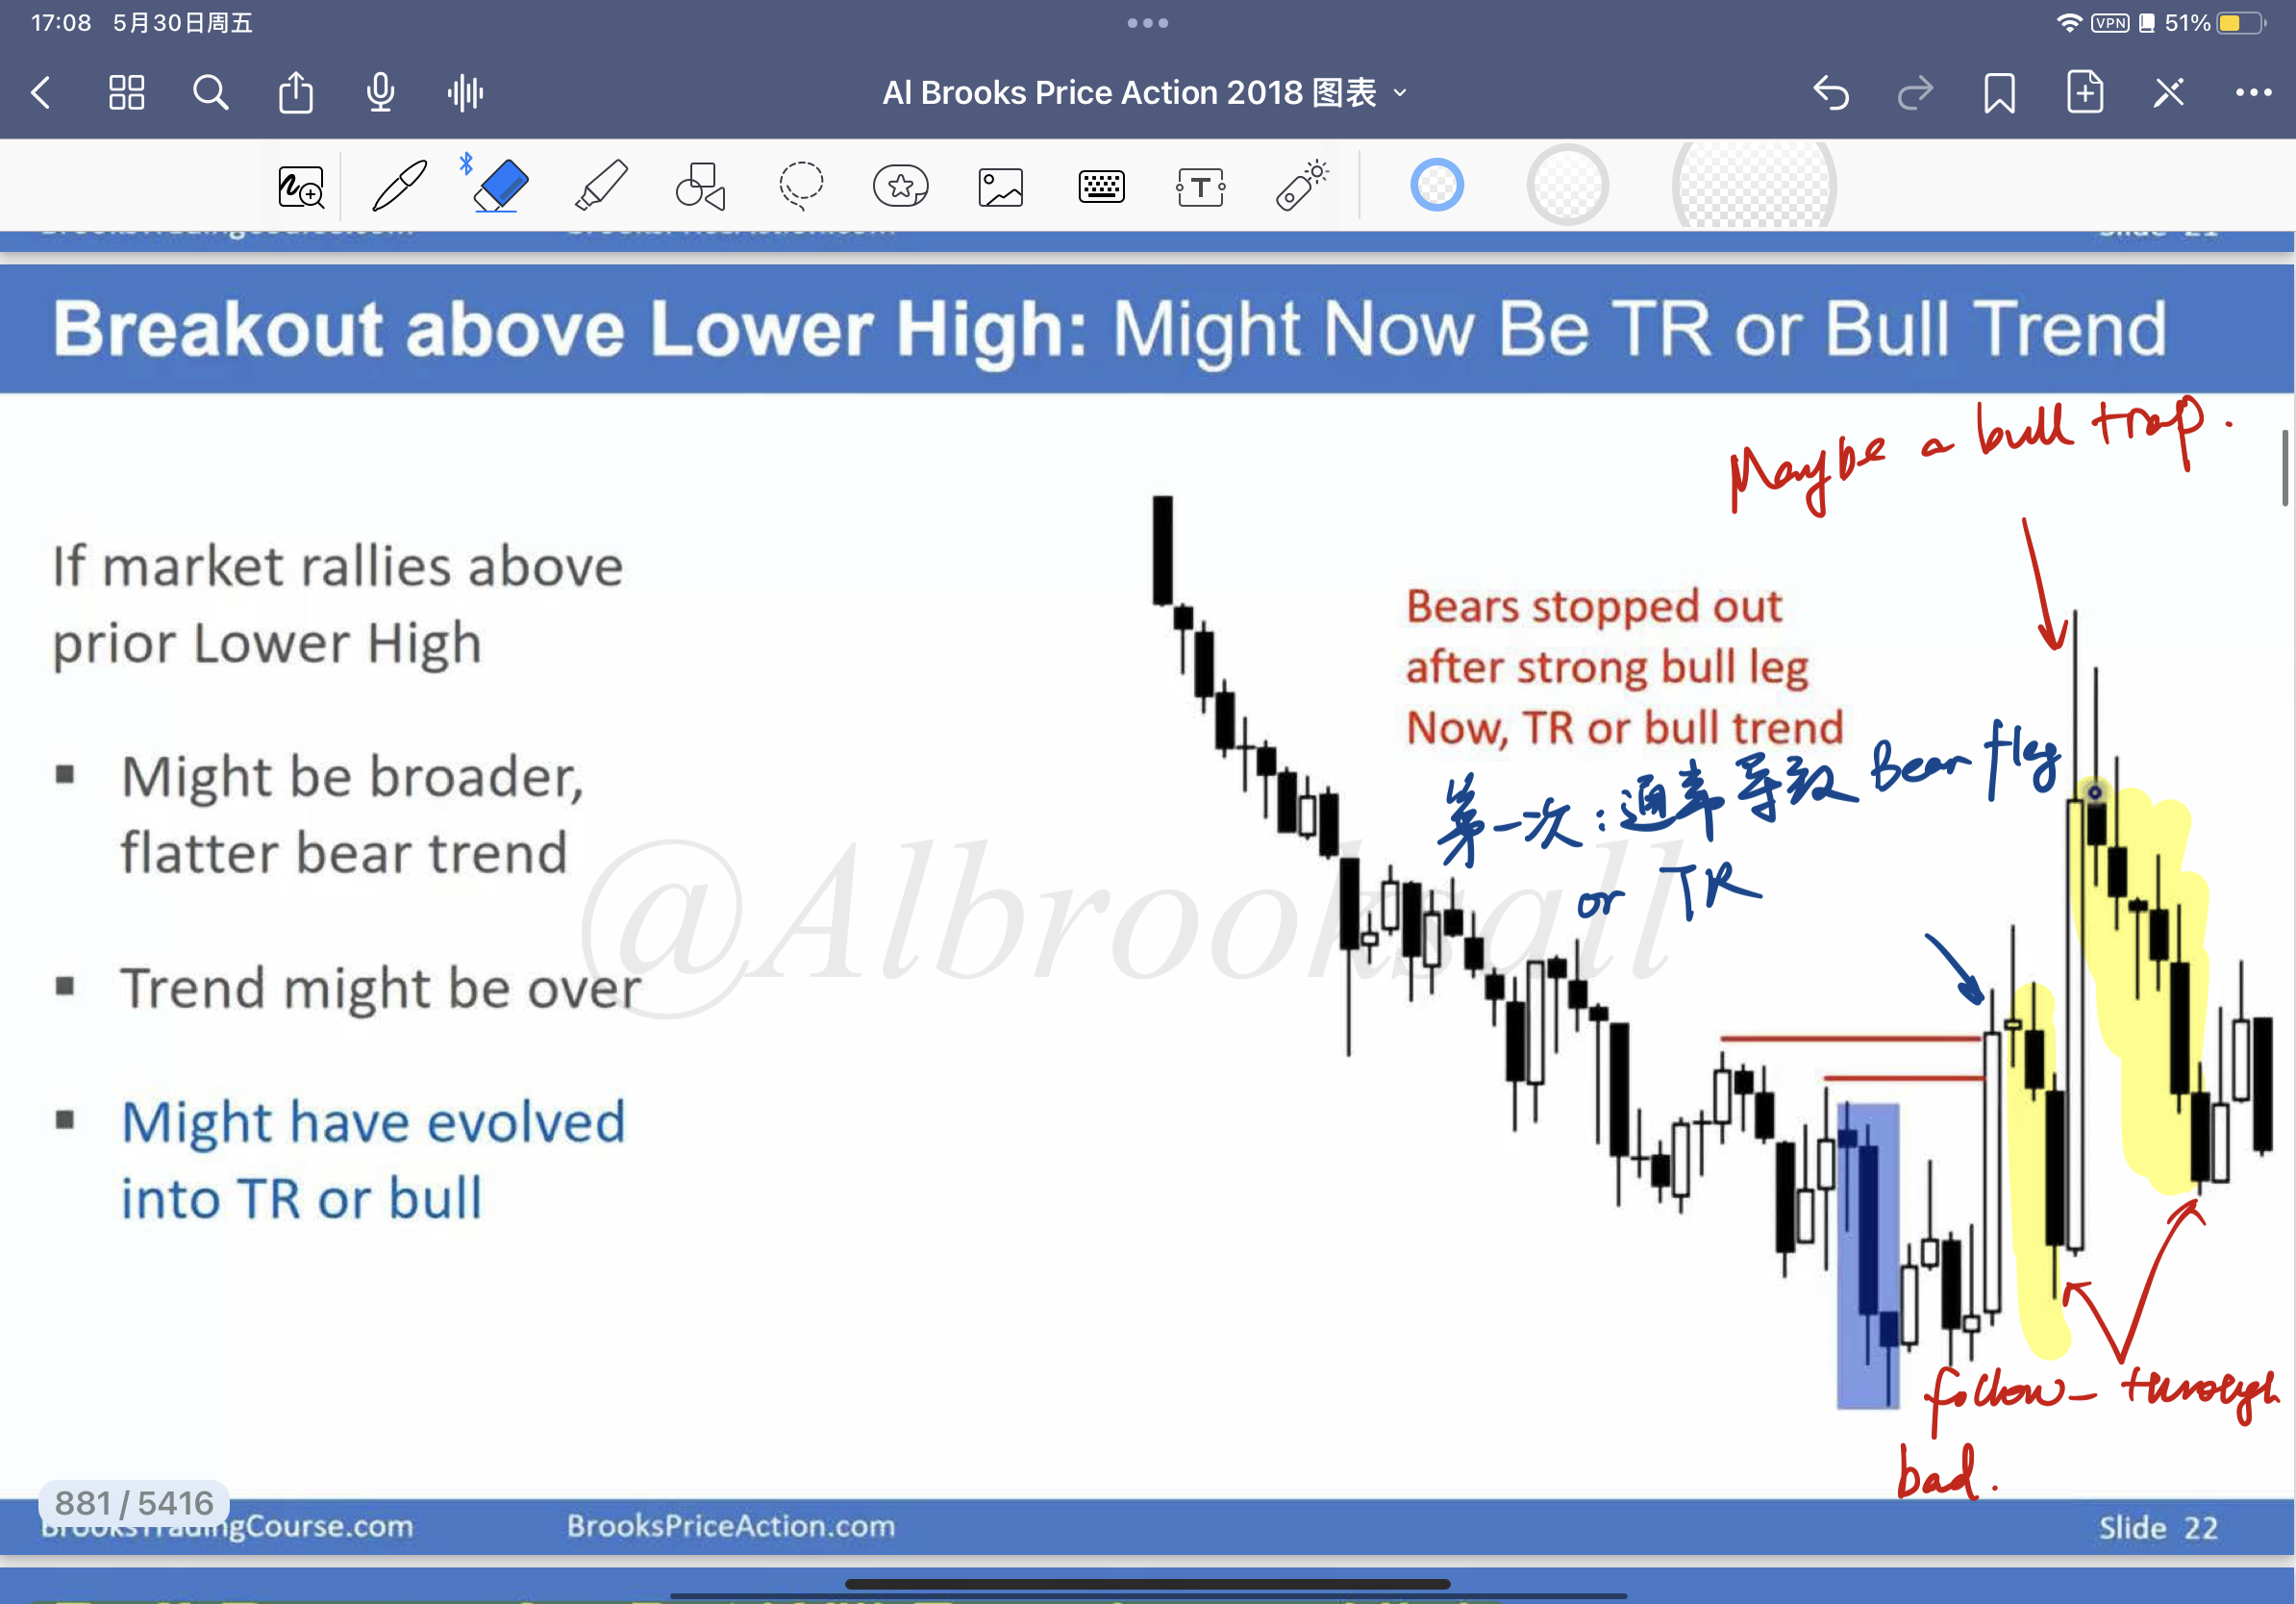 17:08 5月30日周五
VPN 51%
Al Brooks Price Action 2018 图表
Breakout above Lower High: Might Now Be TR or Bull Trend
Maybe a bull trap.
If market rallies above
prior Lower High
Might be broader,
flatter bear trend
Trend might be over
Might have evolved
into TR or bull
Bears stopped out
after strong bull leg
Now, TR or bull trend
第一次:通常导致 Bear flag
or TR
@Albrooksall
follow-through
bad.
881 / 5416
BrooksTradingCourse.com BrooksPriceAction.com Slide 22